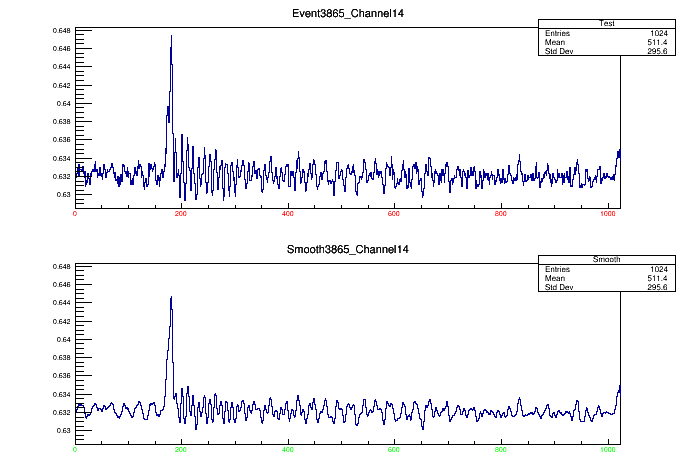 Event3865_Channel14
Test
Entries 1024
Mean 511.4
Std Dev 295.6
0.648
0.646
0.644
0.642
0.64
0.638
0.636
0.634
0.632
0.63
0 200 400 600 800 1000
Smooth3865_Channel14
Smooth
Entries 1024
Mean 511.4
Std Dev 295.6
0.648
0.646
0.644
0.642
0.64
0.638
0.636
0.634
0.632
0.63
0 200 400 600 800 1000